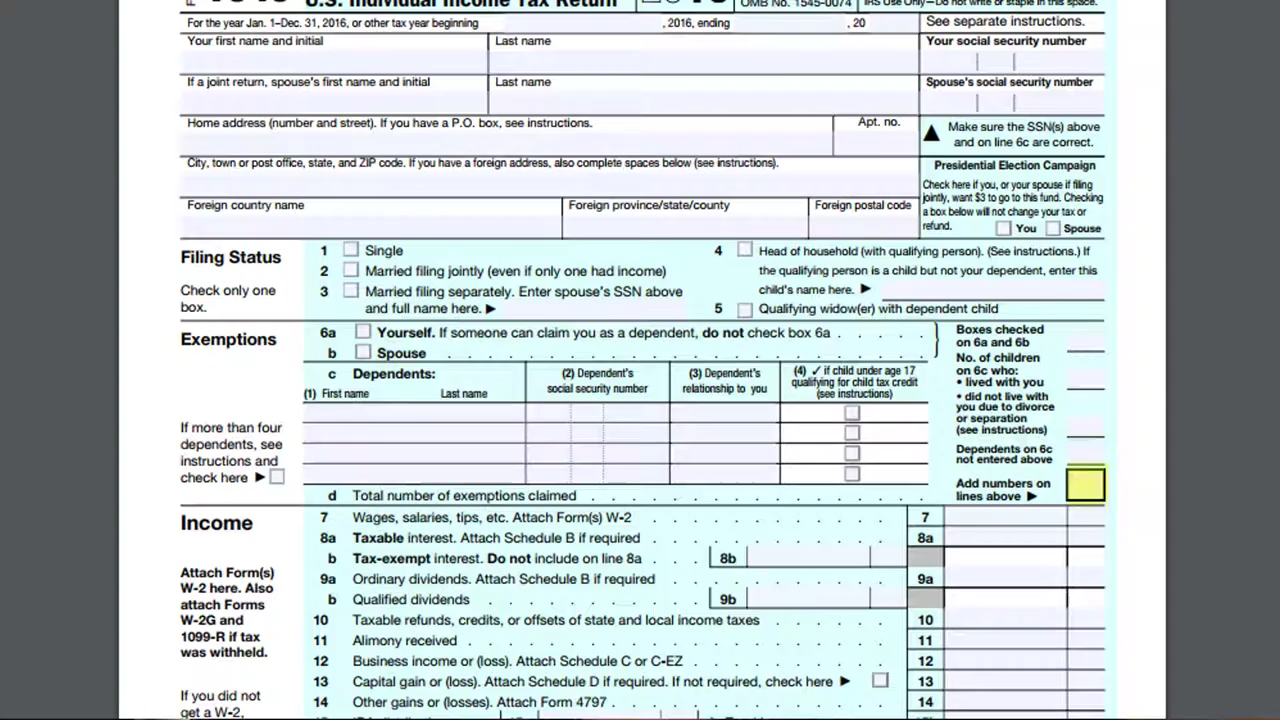 U.S. Individual Income Tax Return
OMB No. 1545-0074
IRS Use Only—Do not write or staple in this space.
For the year Jan. 1–Dec. 31, 2016, or other tax year beginning , 2016, ending , 20 See separate instructions.
Your first name and initial Last name Your social security number
If a joint return, spouse's first name and initial Last name Spouse's social security number
Home address (number and street). If you have a P.O. box, see instructions. Apt. no.
▲ Make sure the SSN(s) above
and on line 6c are correct.
City, town or post office, state, and ZIP code. If you have a foreign address, also complete spaces below (see instructions).
Presidential Election Campaign
Check here if you, or your spouse if filing
jointly, want $3 to go to this fund. Checking
a box below will not change your tax or
refund. You Spouse
Foreign country name Foreign province/state/county Foreign postal code
Filing Status
Check only one
box.
1 Single
2 Married filing jointly (even if only one had income)
3 Married filing separately. Enter spouse's SSN above
and full name here. ▶
4 Head of household (with qualifying person). (See instructions.) If
the qualifying person is a child but not your dependent, enter this
child's name here. ▶
5 Qualifying widow(er) with dependent child
Exemptions
6a Yourself. If someone can claim you as a dependent, do not check box 6a . . . . .
b Spouse . . . . . . . . . . . . . . . . . . . . . . .
c Dependents:
(1) First name Last name
(2) Dependent's
social security number
(3) Dependent's
relationship to you
(4) ✓ if child under age 17
qualifying for child tax credit
(see instructions)
If more than four
dependents, see
instructions and
check here ▶
d Total number of exemptions claimed . . . . . . . . . . . . . . . . .
Boxes checked
on 6a and 6b
No. of children
on 6c who:
• lived with you
• did not live with
you due to divorce
or separation
(see instructions)
Dependents on 6c
not entered above
Add numbers on
lines above ▶
Income
Attach Form(s)
W-2 here. Also
attach Forms
W-2G and
1099-R if tax
was withheld.
If you did not
get a W-2,
7 Wages, salaries, tips, etc. Attach Form(s) W-2 . . . . . . . . . . 7
8a Taxable interest. Attach Schedule B if required . . . . . . . . . . 8a
b Tax-exempt interest. Do not include on line 8a . . . 8b
9a Ordinary dividends. Attach Schedule B if required . . . . . . . . . 9a
b Qualified dividends . . . . . . . . . . . 9b
10 Taxable refunds, credits, or offsets of state and local income taxes . . . . . . 10
11 Alimony received . . . . . . . . . . . . . . . . . . . 11
12 Business income or (loss). Attach Schedule C or C-EZ . . . . . . . . 12
13 Capital gain or (loss). Attach Schedule D if required. If not required, check here ▶ 13
14 Other gains or (losses). Attach Form 4797 . . . . . . . . . . . . 14